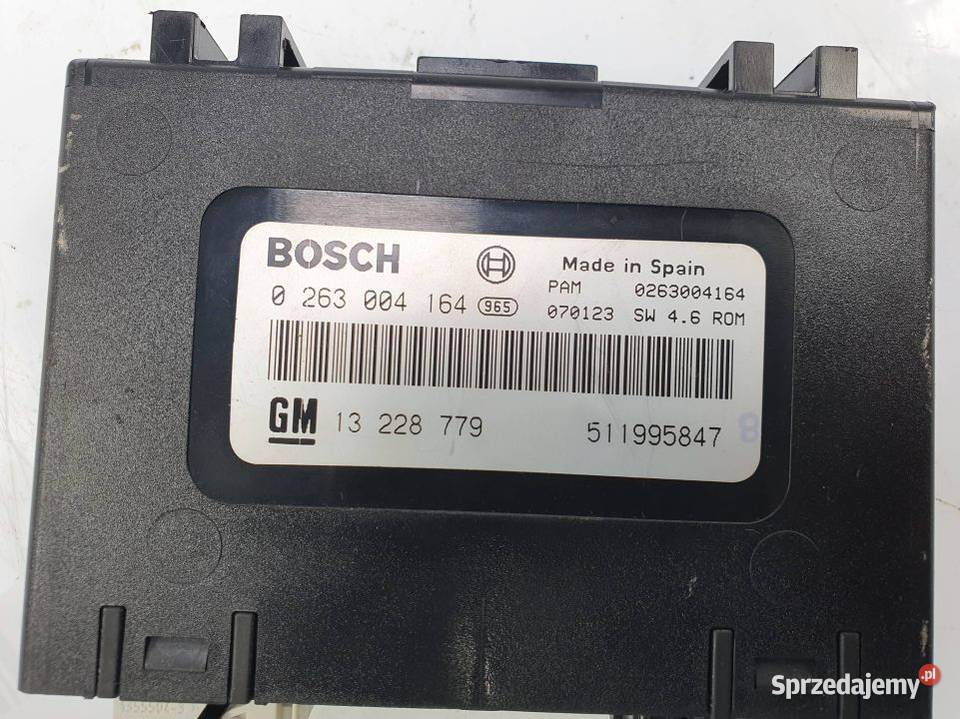 BOSCH
Made in Spain
0 263 004 164 965
PAM 0263004164
070123 SW 4.6 ROM
GM 13 228 779 511995847 8
Sprzedajemy.pl